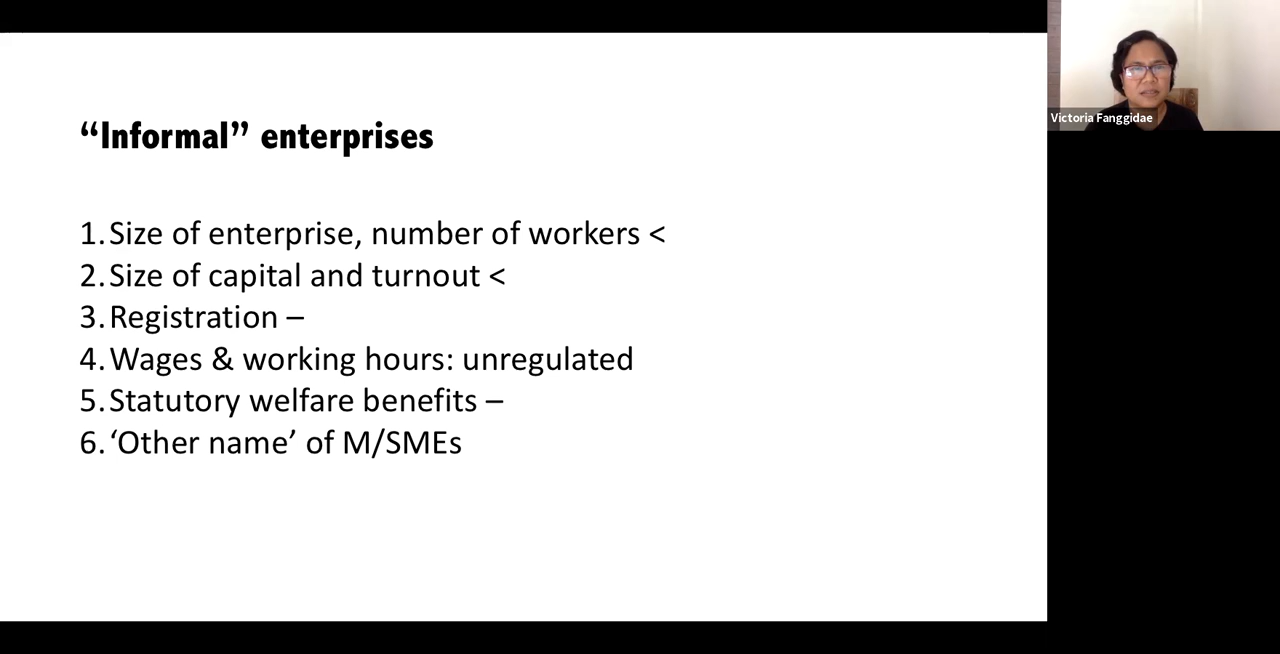 “Informal” enterprises
1. Size of enterprise, number of workers <
2. Size of capital and turnout <
3. Registration –
4. Wages & working hours: unregulated
5. Statutory welfare benefits –
6. ‘Other name’ of M/SMEs
Victoria Fanggidae